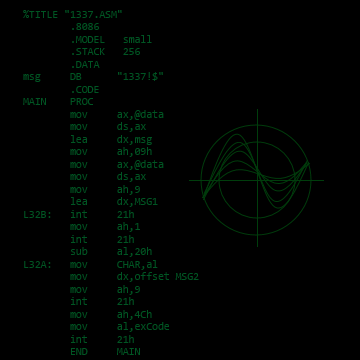 %TITLE "1337.ASM"
.8086
.MODEL small
.STACK 256
.DATA
msg DB "1337!$"
.CODE
MAIN PROC
mov ax,@data
mov ds,ax
lea dx,msg
mov ah,09h
mov ax,@data
mov ds,ax
mov ah,9
lea dx,MSG1
L32B: int 21h
mov ah,1
int 21h
sub al,20h
L32A: mov CHAR,al
mov dx,offset MSG2
mov ah,9
int 21h
mov ah,4Ch
mov al,exCode
int 21h
END MAIN